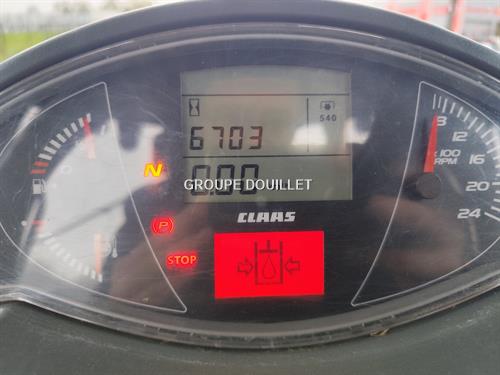 540
6703
0.00
GROUPE DOUILLET
N
CLAAS
P
STOP
8
12
16
20
24
x100
RPM